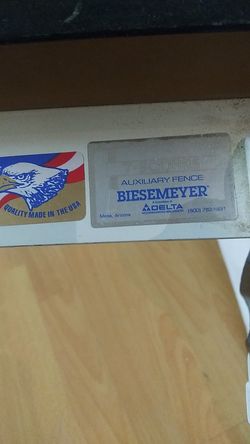 QUALITY MADE IN THE USA
AUXILIARY FENCE
BIESEMEYER
DELTA
Mesa, Arizona